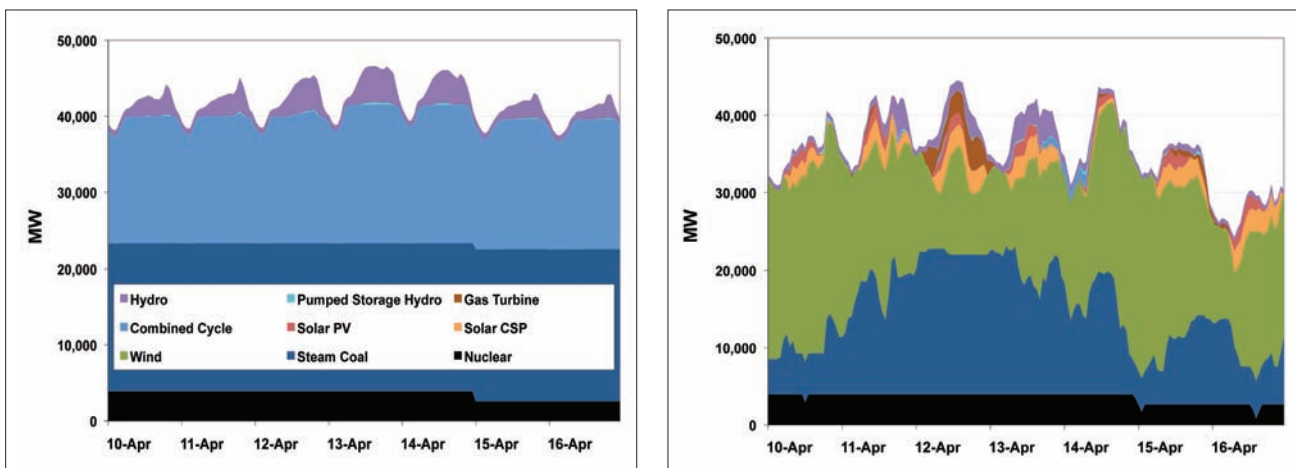 50,000
40,000
30,000
20,000
10,000
0
MW
Hydro Pumped Storage Hydro Gas Turbine
Combined Cycle Solar PV Solar CSP
Wind Steam Coal Nuclear
10-Apr 11-Apr 12-Apr 13-Apr 14-Apr 15-Apr 16-Apr
50,000
40,000
30,000
20,000
10,000
0
MW
10-Apr 11-Apr 12-Apr 13-Apr 14-Apr 15-Apr 16-Apr